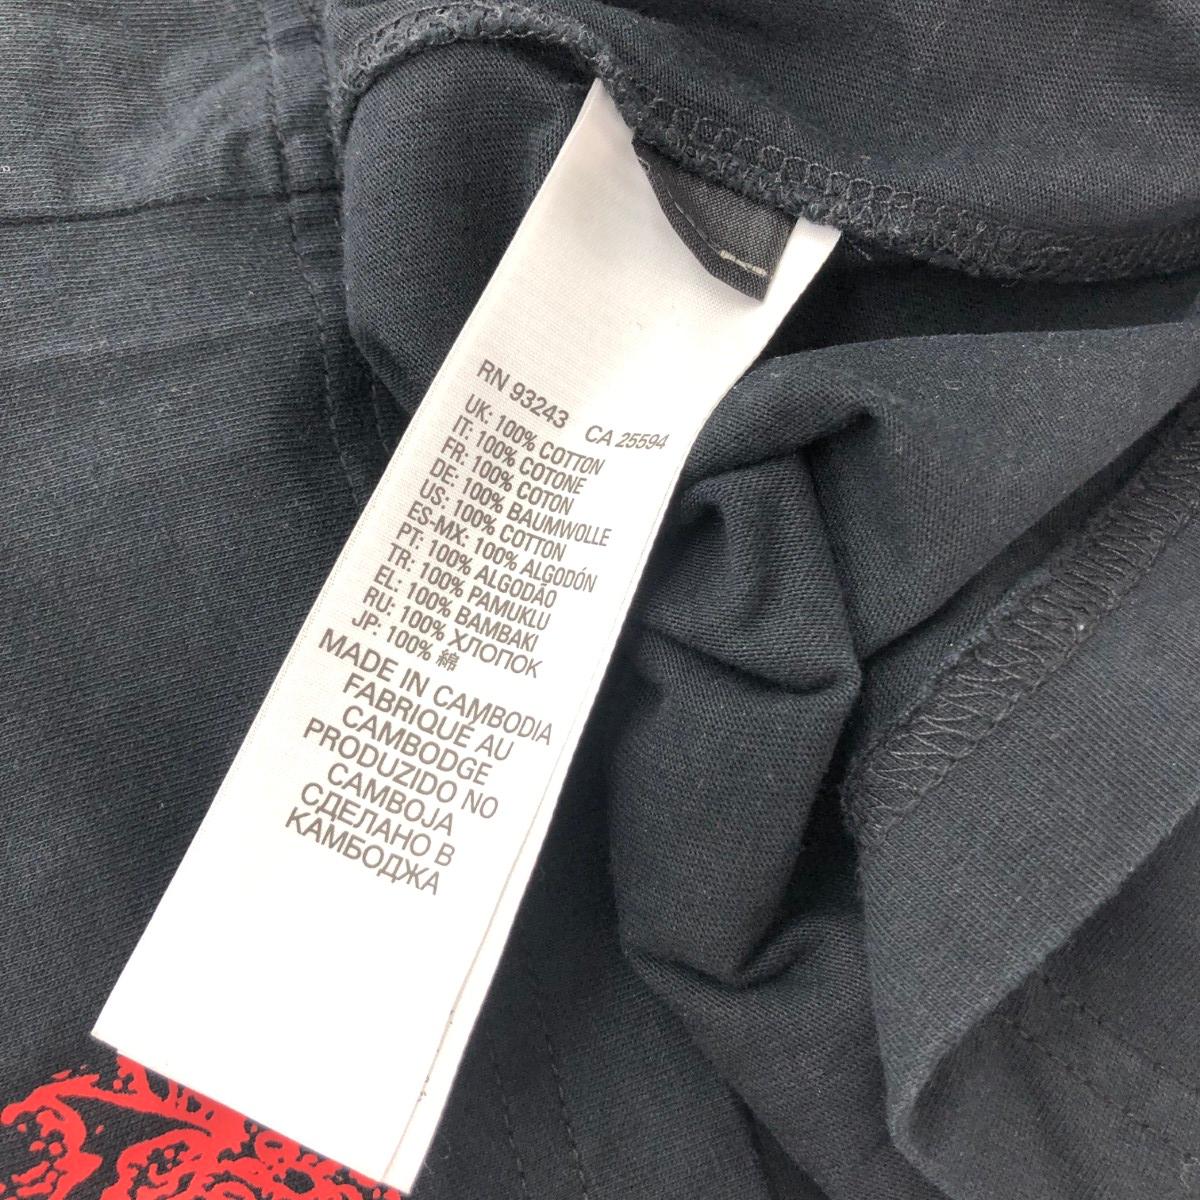 RN 93243 CA 25594
UK: 100% COTTON
IT: 100% COTONE
FR: 100% COTON
DE: 100% BAUMWOLLE
US: 100% COTTON
ES-MX: 100% ALGODÓN
PT: 100% ALGODÃO
TR: 100% PAMUKLU
EL: 100% BAMBAKI
RU: 100% ХЛОПОК
JP: 100% 綿
MADE IN CAMBODIA
FABRIQUÉ AU
CAMBODGE
PRODUZIDO NO
CAMBOJA
СДЕЛАНО В
КАМБОДЖА